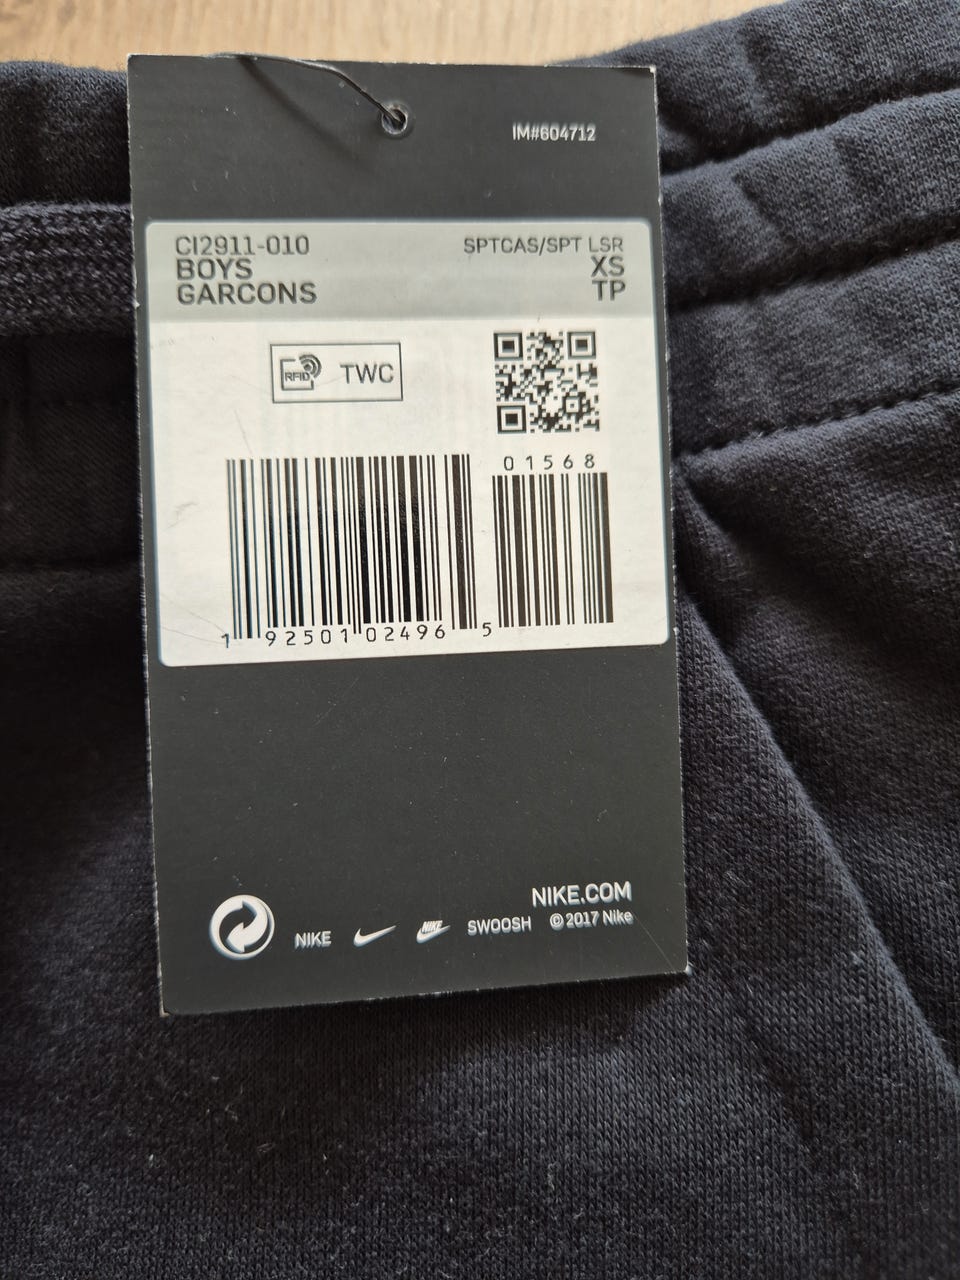 IM#604712
CI2911-010 SPTCAS/SPT LSR
BOYS XS
GARCONS TP
RFID TWC
01568
1 92501 02496 5
NIKE.COM
NIKE NIKE SWOOSH ©2017 Nike